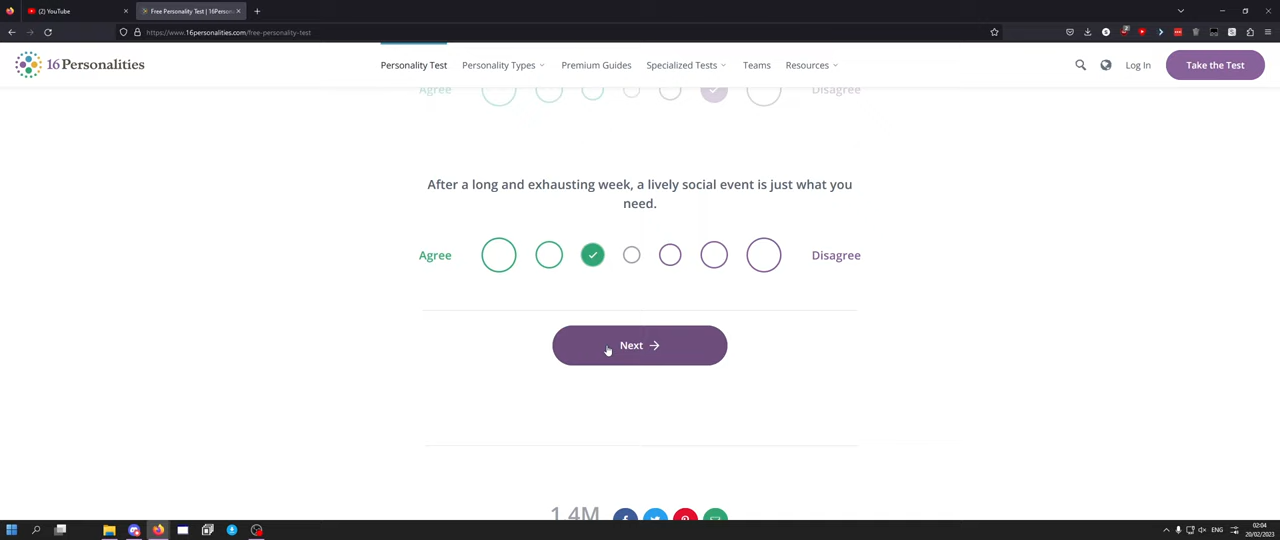 (2) YouTube
Free Personality Test | 16Person
https://www.16personalities.com/free-personality-test
16Personalities
Personality Test
Personality Types
Premium Guides
Specialized Tests
Teams
Resources
Log In
Take the Test
Agree
Disagree
After a long and exhausting week, a lively social event is just what you
need.
Agree
Disagree
Next
1.4M
ENG
02:04
20/02/2023